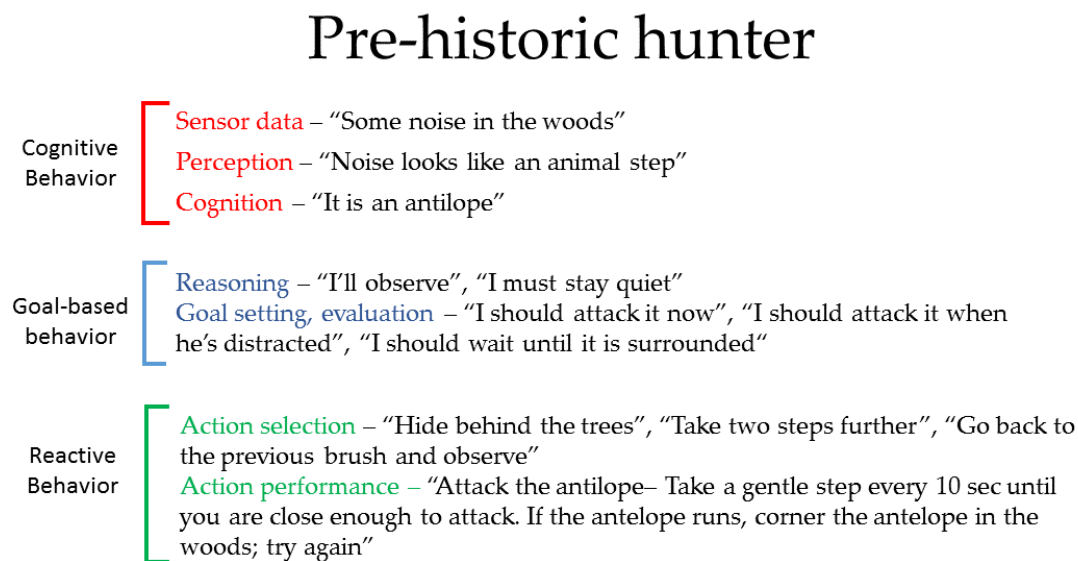 Pre-historic hunter
Cognitive
Behavior
Sensor data – “Some noise in the woods”
Perception – “Noise looks like an animal step”
Cognition – “It is an antilope”
Goal-based
behavior
Reasoning – “I’ll observe”, “I must stay quiet”
Goal setting, evaluation – “I should attack it now”, “I should attack it when
he’s distracted”, “I should wait until it is surrounded“
Reactive
Behavior
Action selection – “Hide behind the trees”, “Take two steps further”, “Go back to
the previous brush and observe”
Action performance – “Attack the antilope– Take a gentle step every 10 sec until
you are close enough to attack. If the antelope runs, corner the antelope in the
woods; try again”